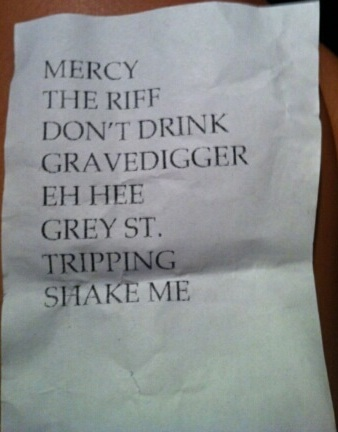 MERCY
THE RIFF
DON'T DRINK
GRAVEDIGGER
EH HEE
GREY ST.
TRIPPING
SHAKE ME